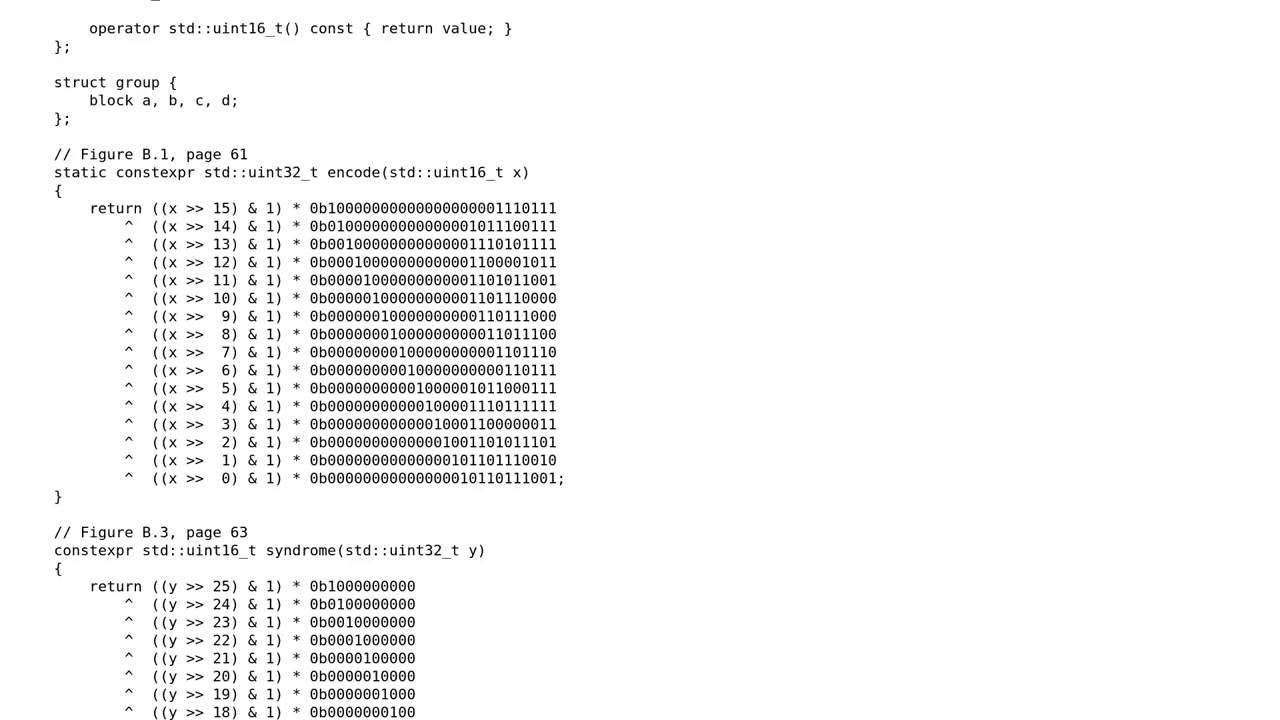 operator std::uint16_t() const { return value; }
};
struct group {
block a, b, c, d;
};
// Figure B.1, page 61
static constexpr std::uint32_t encode(std::uint16_t x)
{
return ((x >> 15) & 1) * 0b10000000000000000001110111
^ ((x >> 14) & 1) * 0b01000000000000001011100111
^ ((x >> 13) & 1) * 0b00100000000000001110101111
^ ((x >> 12) & 1) * 0b00010000000000001100001011
^ ((x >> 11) & 1) * 0b00001000000000001101011001
^ ((x >> 10) & 1) * 0b00000100000000001101110000
^ ((x >> 9) & 1) * 0b00000010000000000110111000
^ ((x >> 8) & 1) * 0b00000001000000000011011100
^ ((x >> 7) & 1) * 0b00000000100000000001101110
^ ((x >> 6) & 1) * 0b00000000010000000000110111
^ ((x >> 5) & 1) * 0b00000000001000001011000111
^ ((x >> 4) & 1) * 0b00000000000100001110111111
^ ((x >> 3) & 1) * 0b00000000000010001100000011
^ ((x >> 2) & 1) * 0b00000000000001001101011101
^ ((x >> 1) & 1) * 0b00000000000000101101110010
^ ((x >> 0) & 1) * 0b00000000000000010110111001;
}
// Figure B.3, page 63
constexpr std::uint16_t syndrome(std::uint32_t y)
{
return ((y >> 25) & 1) * 0b1000000000
^ ((y >> 24) & 1) * 0b0100000000
^ ((y >> 23) & 1) * 0b0010000000
^ ((y >> 22) & 1) * 0b0001000000
^ ((y >> 21) & 1) * 0b0000100000
^ ((y >> 20) & 1) * 0b0000010000
^ ((y >> 19) & 1) * 0b0000001000
^ ((y >> 18) & 1) * 0b0000000100